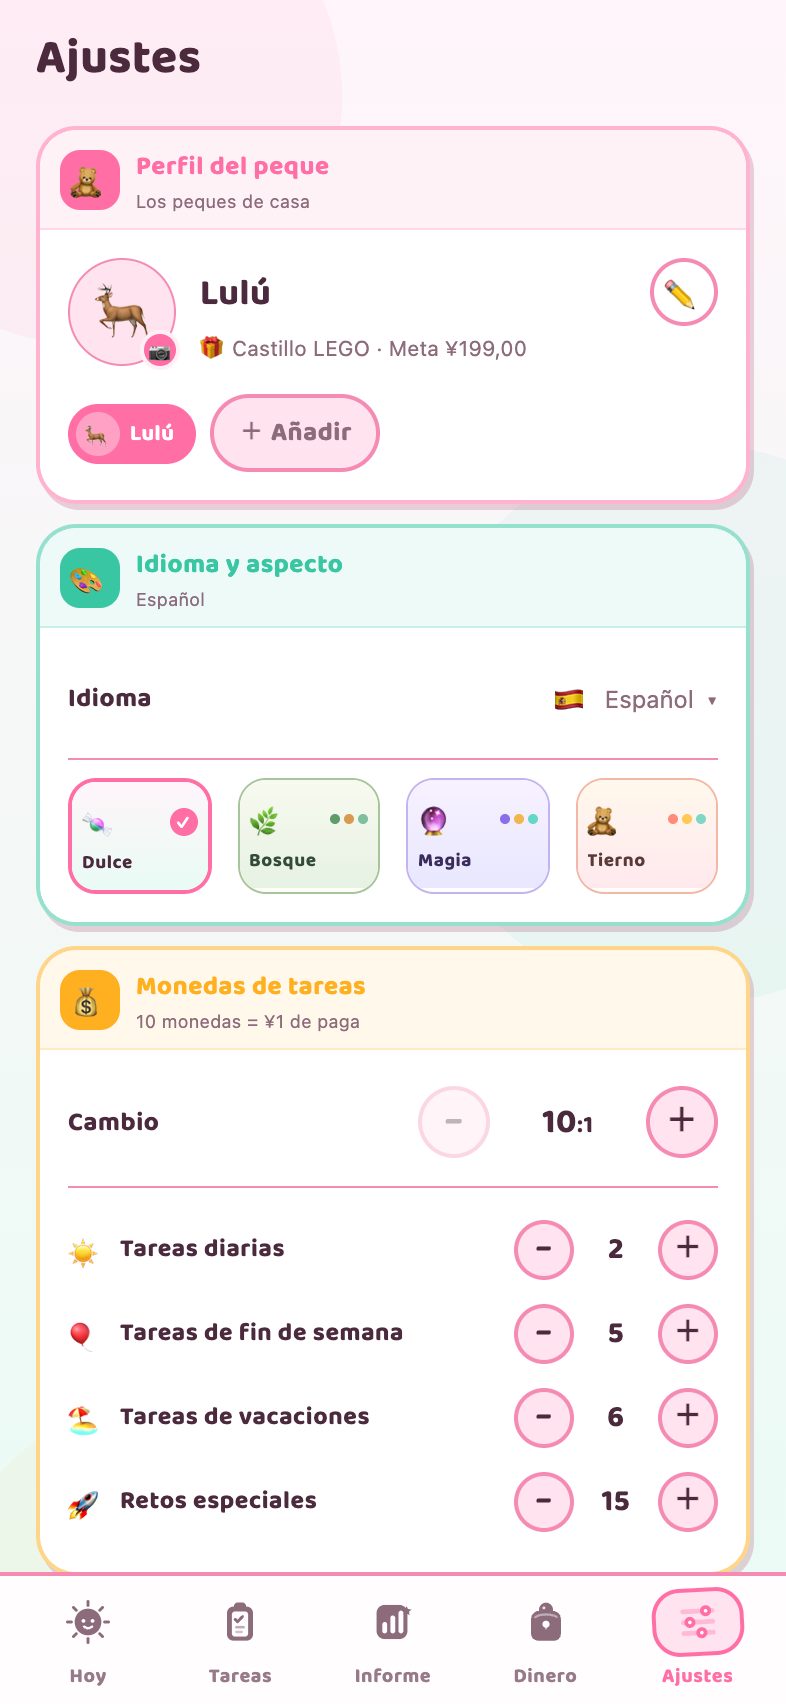 Ajustes
Perfil del peque
Los peques de casa
Lulú
Castillo LEGO · Meta ¥199,00
Lulú
+ Añadir
Idioma y aspecto
Español
Idioma
Español
Dulce
Bosque
Magia
Tierno
Monedas de tareas
10 monedas = ¥1 de paga
Cambio
− 10:1 +
Tareas diarias
− 2 +
Tareas de fin de semana
− 5 +
Tareas de vacaciones
− 6 +
Retos especiales
− 15 +
Hoy
Tareas
Informe
Dinero
Ajustes